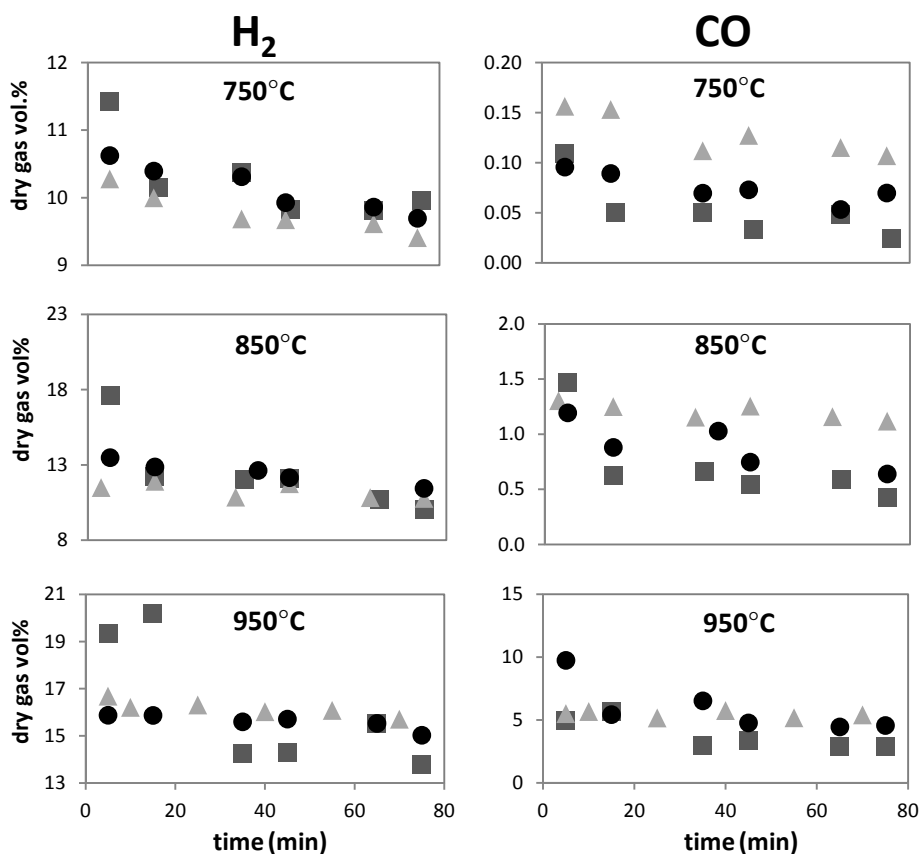 H₂
CO
dry gas vol.%
12
11
10
9
750°C
0.20
0.15
0.10
0.05
0.00
750°C
dry gas vol%
23
18
13
8
850°C
2.0
1.5
1.0
0.5
0.0
850°C
dry gas vol%
21
19
17
15
13
950°C
0 20 40 60 80
time (min)
15
10
5
0
950°C
0 20 40 60 80
time (min)